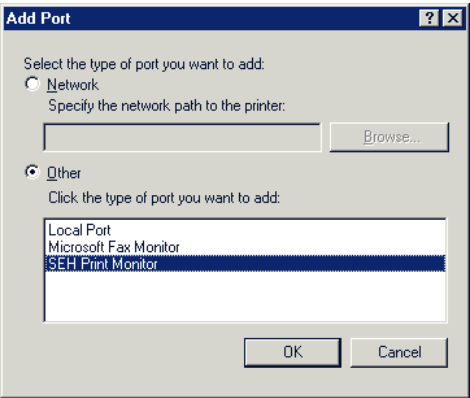 Add Port
Select the type of port you want to add:
Network
Specify the network path to the printer:
Browse...
Other
Click the type of port you want to add:
Local Port
Microsoft Fax Monitor
SEH Print Monitor
OK Cancel